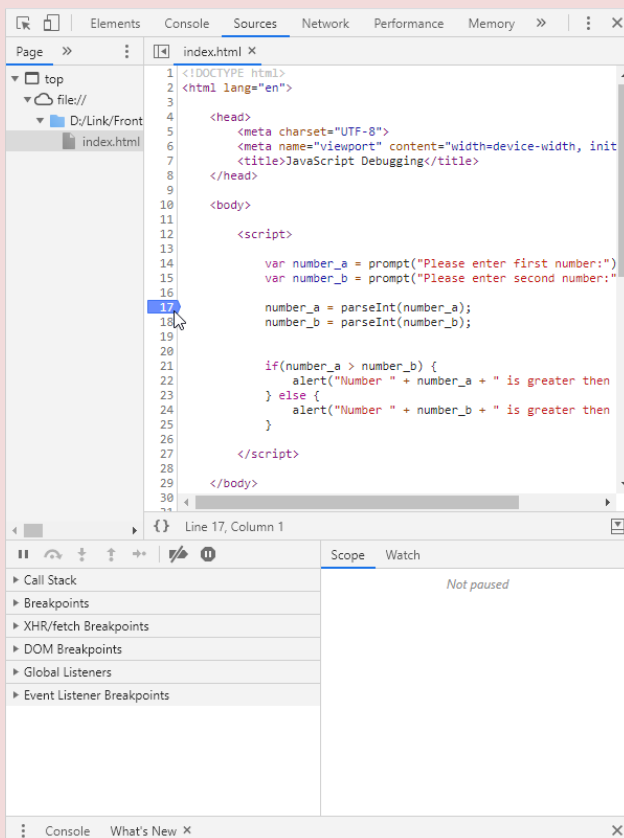 Elements Console Sources Network Performance Memory »
Page » index.html ×
top
file://
D:/Link/Front
index.html
1 <!DOCTYPE html>
2 <html lang="en">
3
4 <head>
5 <meta charset="UTF-8">
6 <meta name="viewport" content="width=device-width, init
7 <title>JavaScript Debugging</title>
8 </head>
9
10 <body>
11
12 <script>
13
14 var number_a = prompt("Please enter first number:")
15 var number_b = prompt("Please enter second number:"
16
17 number_a = parseInt(number_a);
18 number_b = parseInt(number_b);
19
20
21 if(number_a > number_b) {
22 alert("Number " + number_a + " is greater then
23 } else {
24 alert("Number " + number_b + " is greater then
25 }
26
27 </script>
28
29 </body>
30
{} Line 17, Column 1
Scope Watch
Call Stack
Not paused
Breakpoints
XHR/fetch Breakpoints
DOM Breakpoints
Global Listeners
Event Listener Breakpoints
Console What's New ×